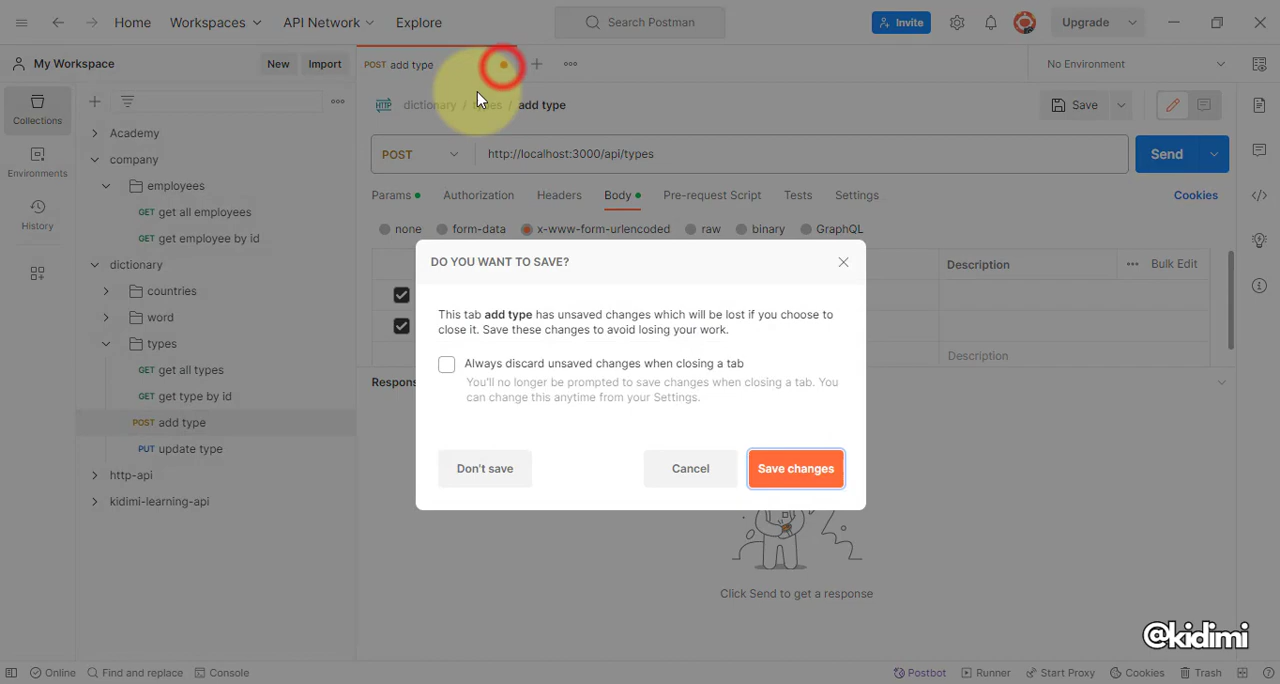 Home Workspaces API Network Explore Search Postman Invite Upgrade
My Workspace New Import POST add type No Environment
Collections
Environments
History
Academy
company
employees
GET get all employees
GET get employee by id
dictionary
countries
word
types
GET get all types
GET get type by id
POST add type
PUT update type
http-api
kidimi-learning-api
dictionary / types / add type Save
POST http://localhost:3000/api/types Send
Params Authorization Headers Body Pre-request Script Tests Settings Cookies
none form-data x-www-form-urlencoded raw binary GraphQL
Description Bulk Edit
Description
DO YOU WANT TO SAVE?
This tab add type has unsaved changes which will be lost if you choose to
close it. Save these changes to avoid losing your work.
Always discard unsaved changes when closing a tab
You'll no longer be prompted to save changes when closing a tab. You
can change this anytime from your Settings.
Don't save Cancel Save changes
Click Send to get a response
@kidimi
Online Find and replace Console Postbot Runner Start Proxy Cookies Trash